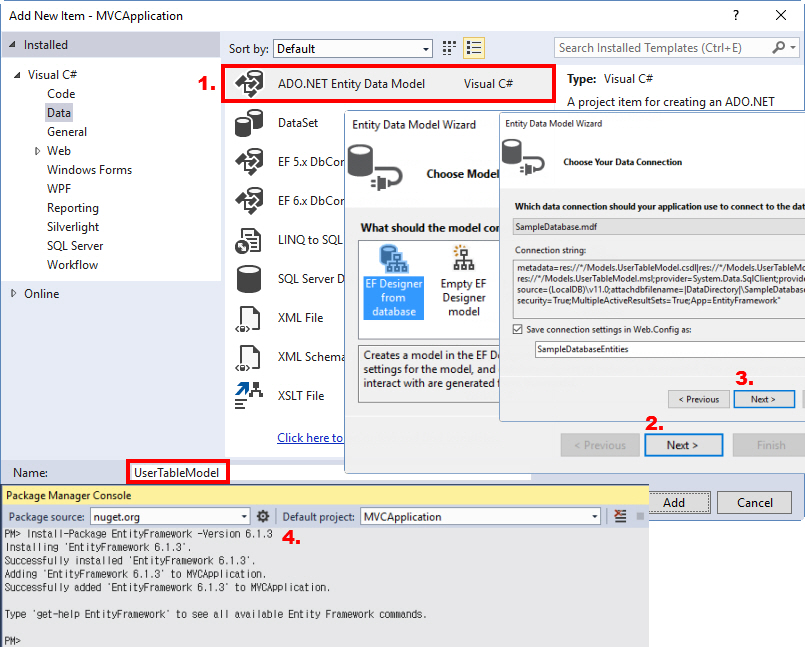 Add New Item - MVCApplication
Installed
Sort by: Default
Search Installed Templates (Ctrl+E)
Visual C#
Code
Data
General
Web
Windows Forms
WPF
Reporting
Silverlight
SQL Server
Workflow
Online
1.
ADO.NET Entity Data Model Visual C#
DataSet
EF 5.x DbCon
EF 6.x DbCon
LINQ to SQL
SQL Server D
XML File
XML Schema
XSLT File
Click here to
Type: Visual C#
A project item for creating an ADO.NET
Entity Data Model Wizard
Choose Model
What should the model con
EF Designer
from
database
Empty EF
Designer
model
Creates a model in the EF D
settings for the model, and
interact with are generated f
2.
< Previous
Next >
Finish
Entity Data Model Wizard
Choose Your Data Connection
Which data connection should your application use to connect to the dat
SampleDatabase.mdf
Connection string:
metadata=res://*/Models.UserTableModel.csdl|res://*/Models.UserTableMo
res://*/Models.UserTableModel.msl;provider=System.Data.SqlClient;provide
source=(LocalDB)\v11.0;attachdbfilename=|DataDirectory|\SampleDatabase
security=True;MultipleActiveResultSets=True;App=EntityFramework"
Save connection settings in Web.Config as:
SampleDatabaseEntities
3.
< Previous
Next >
Name: UserTableModel
Add
Cancel
Package Manager Console
Package source: nuget.org Default project: MVCApplication
PM> Install-Package EntityFramework -Version 6.1.3
4.
Installing 'EntityFramework 6.1.3'.
Successfully installed 'EntityFramework 6.1.3'.
Adding 'EntityFramework 6.1.3' to MVCApplication.
Successfully added 'EntityFramework 6.1.3' to MVCApplication.
Type 'get-help EntityFramework' to see all available Entity Framework commands.
PM>